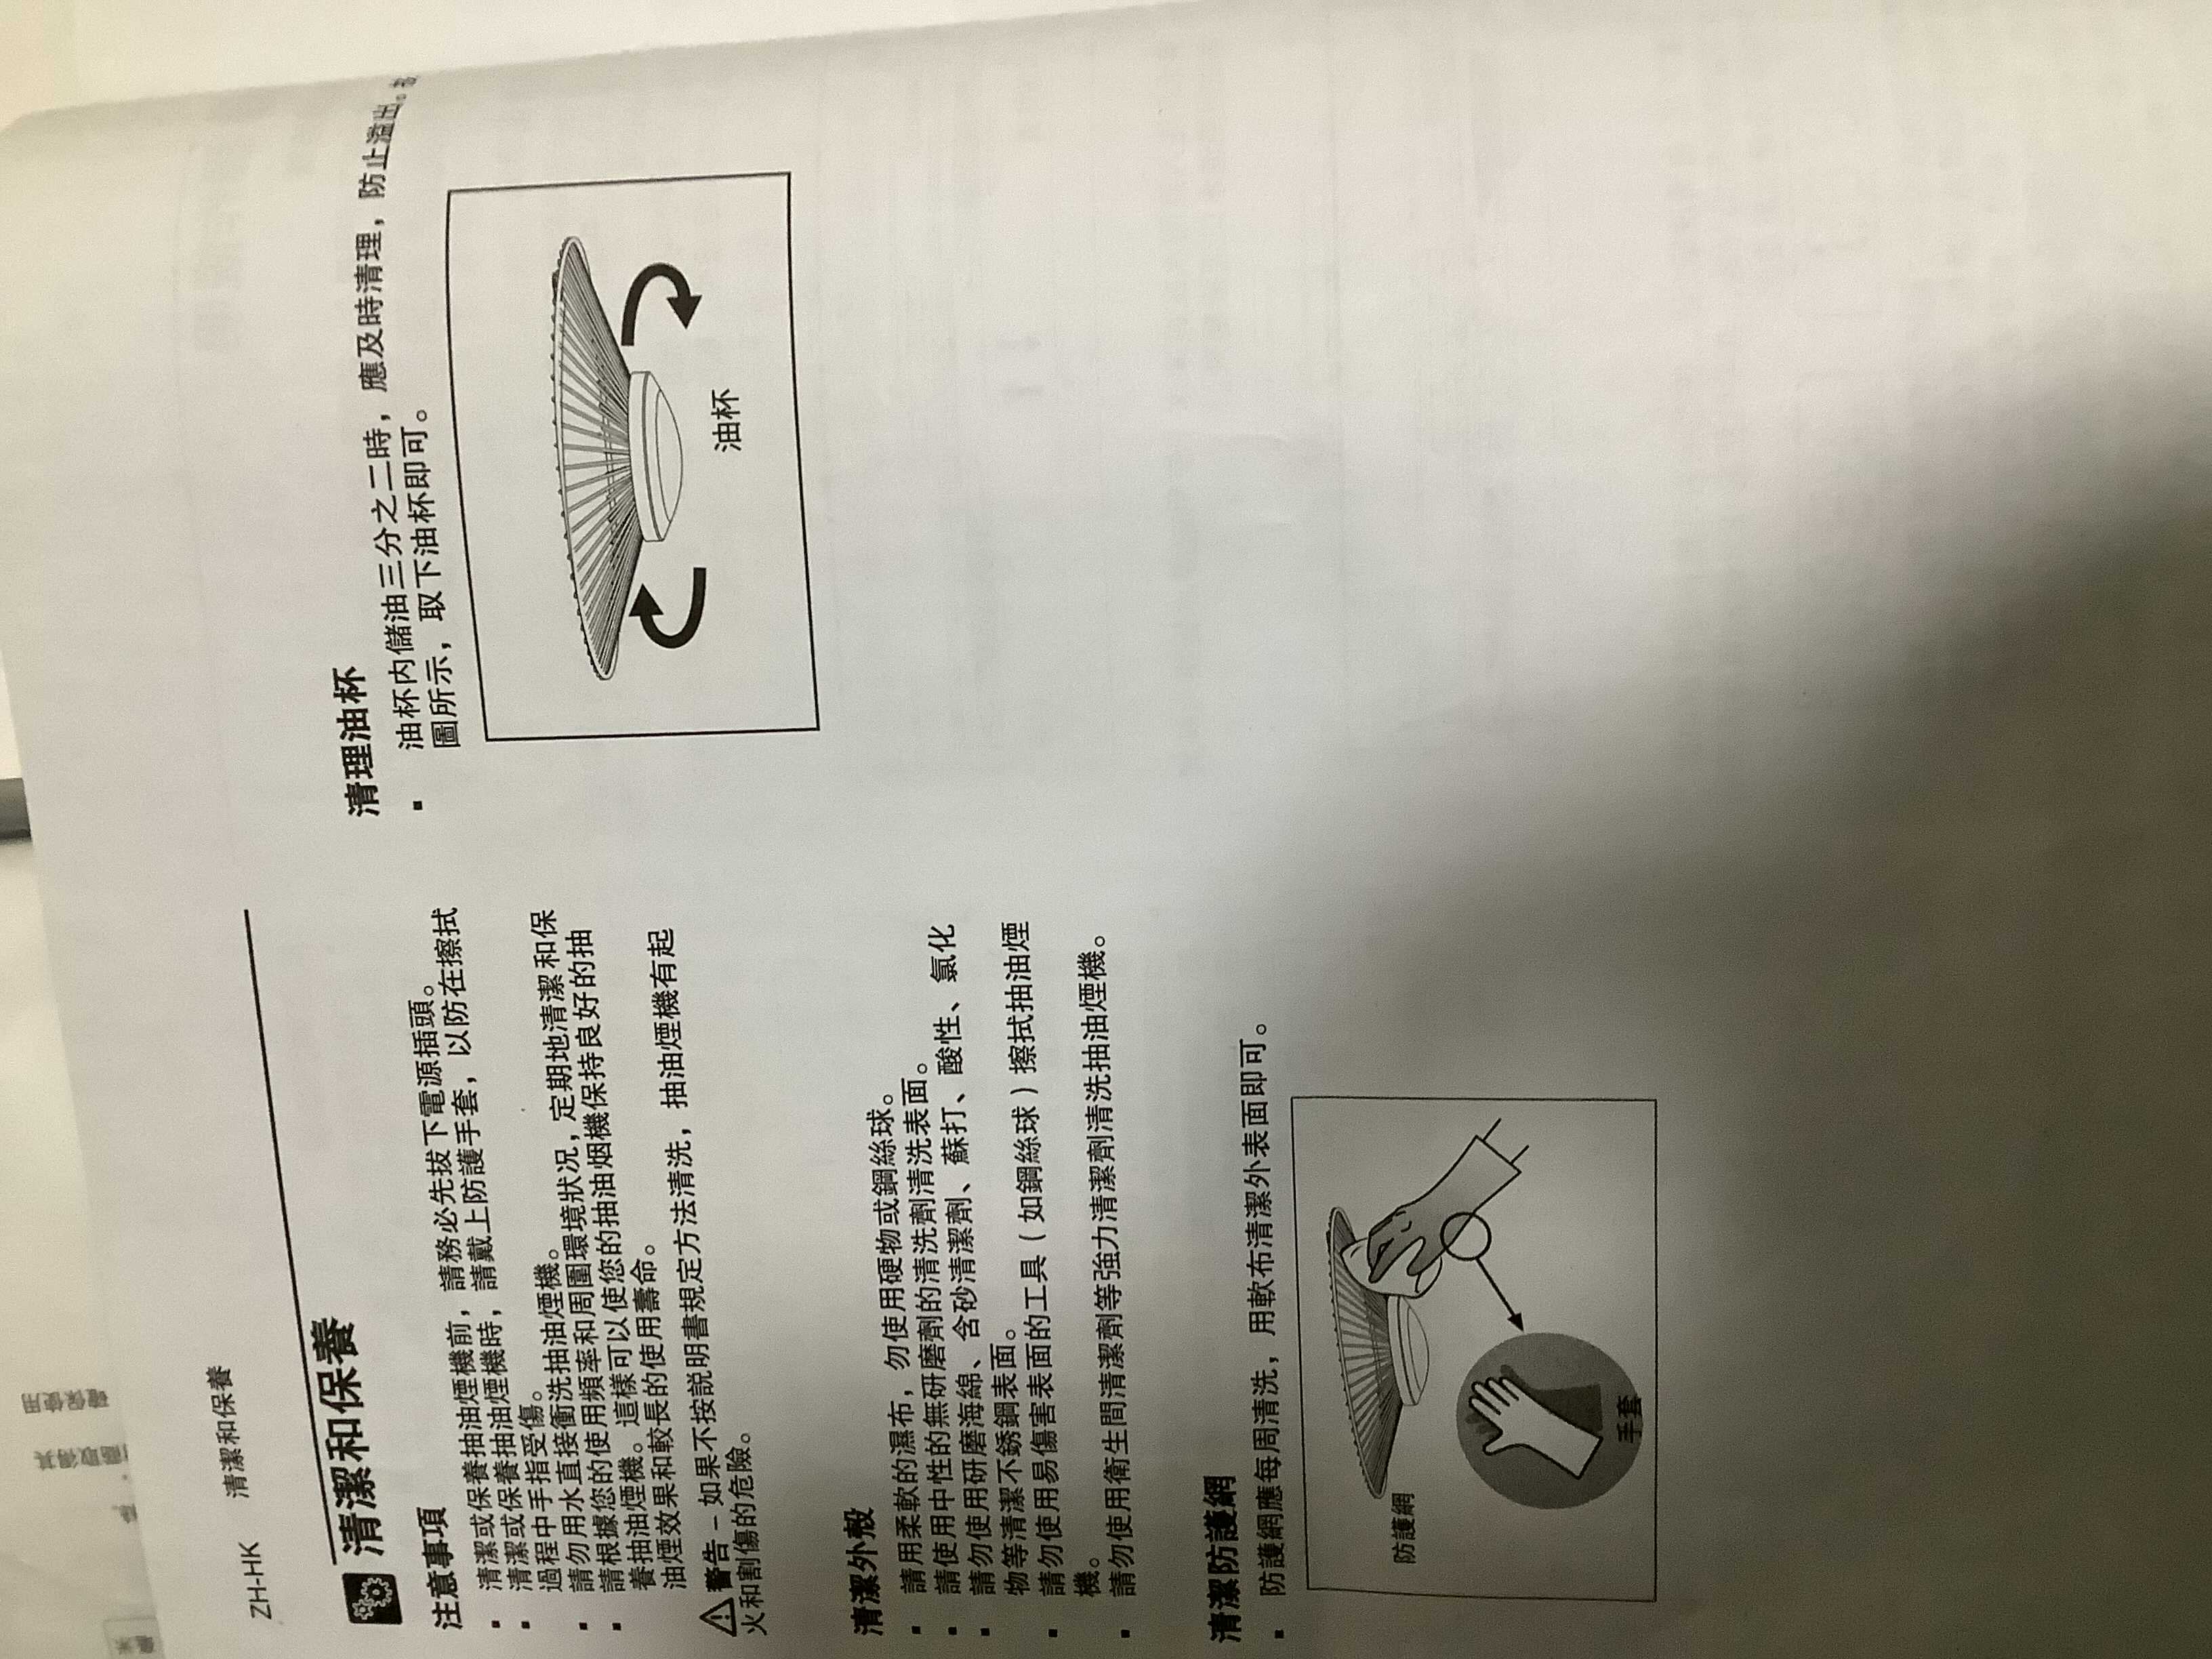 確保使用
取得其
ZH-HK 清潔和保養
清潔和保養
注意事項
▪ 清潔或保養抽油煙機前，請務必先拔下電源插頭。
▪ 清潔或保養抽油煙機時，請戴上防護手套，以防在擦拭
過程中手指受傷。
▪ 請勿用水直接衝洗抽油煙機。
▪ 請根據您的使用頻率和周圍環境狀況，定期地清潔和保
養抽油煙機。這樣可以使您的抽油烟機保持良好的抽
油煙效果和較長的使用壽命。
警告 – 如果不按説明書規定方法清洗，抽油煙機有起
火和割傷的危險。
清潔外殼
▪ 請用柔軟的濕布，勿使用硬物或鋼絲球。
▪ 請使用中性的無研磨劑的清洗劑清洗表面。
▪ 請勿使用研磨海綿、含砂清潔劑、蘇打、酸性、氯化
物等清潔不銹鋼表面。
▪ 請勿使用易傷害表面的工具（如鋼絲球）擦拭抽油煙
機。
▪ 請勿使用衛生間清潔劑等強力清潔劑清洗抽油煙機。
清潔防護網
▪ 防護網應每周清洗，用軟布清潔外表面即可。
防護網
手套
清理油杯
▪ 油杯内儲油三分之二時，應及時清理，防止溢出。
圖所示，取下油杯即可。
油杯